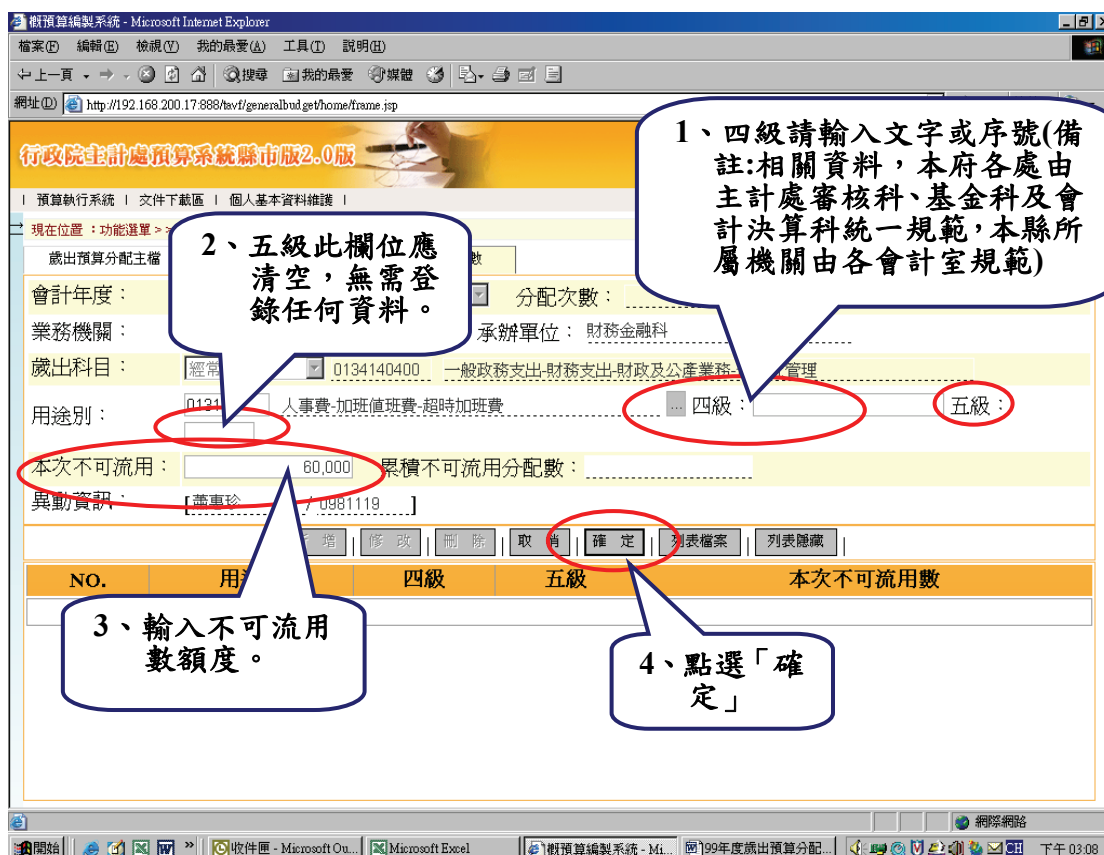 概預算編製系統 - Microsoft Internet Explorer
檔案(F) 編輯(E) 檢視(V) 我的最愛(A) 工具(T) 說明(H)
上一頁 搜尋 我的最愛 媒體
網址(D) http://192.168.200.17:888/tavf/generalbudget/home/frame.jsp
行政院主計處預算系統縣市版2.0版
| 預算執行系統 | 文件下載區 | 個人基本資料維護 |
現在位置：功能選單 >
1、四級請輸入文字或序號(備
註:相關資料，本府各處由
主計處審核科、基金科及會
計決算科統一規範，本縣所
屬機關由各會計室規範)
2、五級此欄位應
清空，無需登
錄任何資料。
歲出預算分配主檔 數
會計年度： 分配次數：
業務機關： 承辦單位： 財務金融科
歲出科目： 經常 0134140400 一般政務支出-財務支出-財政及公產業務- 管理
用途別： 0131 人事費-加班值班費-超時加班費 ... 四級： 五級：
本次不可流用： 60,000 累積不可流用分配數：
異動資訊： [蕭惠珍 / 0981119 ]
增 | 修 改 | 刪 除 | 取 消 | 確 定 | 列表檔案 | 列表隱藏 |
NO. 用 四級 五級 本次不可流用數
3、輸入不可流用
數額度。
4、點選「確
定」
網際網路
開始 收件匣 - Microsoft Ou... Microsoft Excel 概預算編製系統 - Mi... 99年度歲出預算分配... CH 下午 03:08